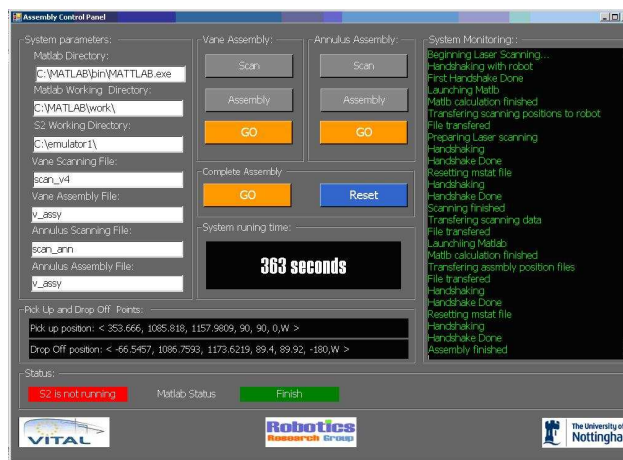 Assembly Control Panel
System parameters:
Matlab Directory:
C:\MATLAB\bin\MATTLAB.exe
Matlab Working Directory:
C:\MATLAB\work\
S2 Working Directory:
C:\emulator1\
Vane Scanning File:
scan_v4
Vane Assembly File:
v_assy
Annulus Scanning File:
scan_ann
Annulus Assembly File:
v_assy
Vane Assembly:
Scan
Assembly
GO
Annulus Assembly:
Scan
Assembly
GO
Complete Assembly
GO
Reset
System runing time:
363 seconds
System Monitoring::
Beginning Laser Scanning...
Handshaking with robot
First Handshake Done
Launching Matlb
Matlb calculation finished
Transfering scanning positions to robot
File transfered
Preparing Laser scanning
Handshaking
Handshake Done
Resetting mstat file
Handshaking
Handshake Done
Scanning finished
Transfering scanning data
File transfered
Launchiing Matlab
Matlb calculation finished
Transfering assmbly position files
File transfered
Handshaking
Handshake Done
Resetting mstat file
Handshaking
Handshake Done
Assembly finished
Pick Up and Drop Off Points:
Pick up position: < 353.666, 1085.818, 1157.9809, 90, 90, 0,W >
Drop Off position: < -66.5457, 1086.7593, 1173.6219, 89.4, 89.92, -180,W >
Status:
S2 is not running
Matlab Status
Finish
VITAL
Robotics
Research Group
The University of
Nottingha